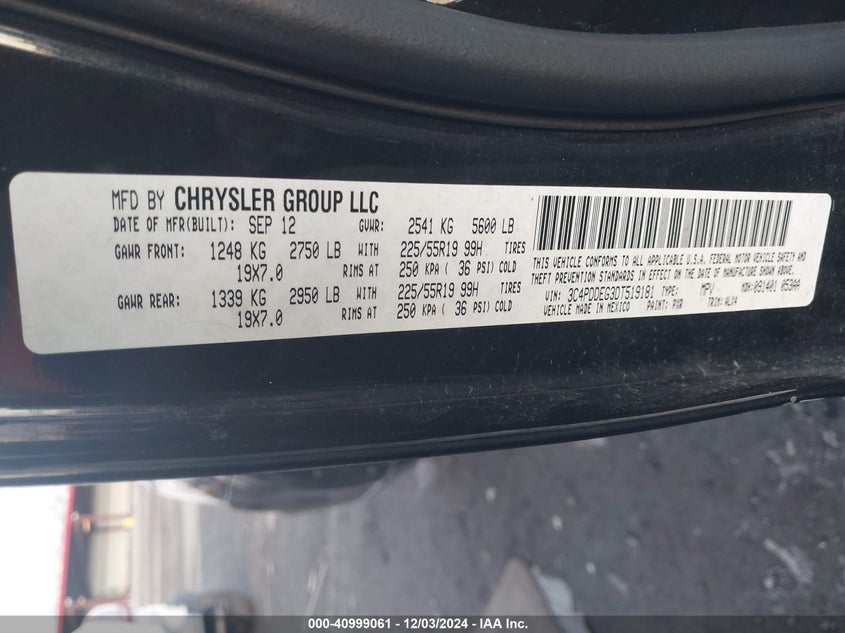 MFD BY CHRYSLER GROUP LLC
DATE OF MFR(BUILT): SEP 12 GVWR: 2541 KG 5600 LB
GAWR FRONT: 1248 KG 2750 LB WITH 225/55R19 99H TIRES
19X7.0 RIMS AT 250 KPA ( 36 PSI) COLD
GAWR REAR: 1339 KG 2950 LB WITH 225/55R19 99H TIRES
19X7.0 RIMS AT 250 KPA ( 36 PSI) COLD
THIS VEHICLE CONFORMS TO ALL APPLICABLE U.S.A. FEDERAL MOTOR VEHICLE SAFETY AND
THEFT PREVENTION STANDARDS IN EFFECT ON THE DATE OF MANUFACTURE SHOWN ABOVE.
VIN: 3C4PDDEG3DT519181 TYPE: MPV MDH: 091401 053AA
VEHICLE MADE IN MEXICO PAINT: PXR TRIM: ALX4
000-40999061 - 12/03/2024 - IAA Inc.